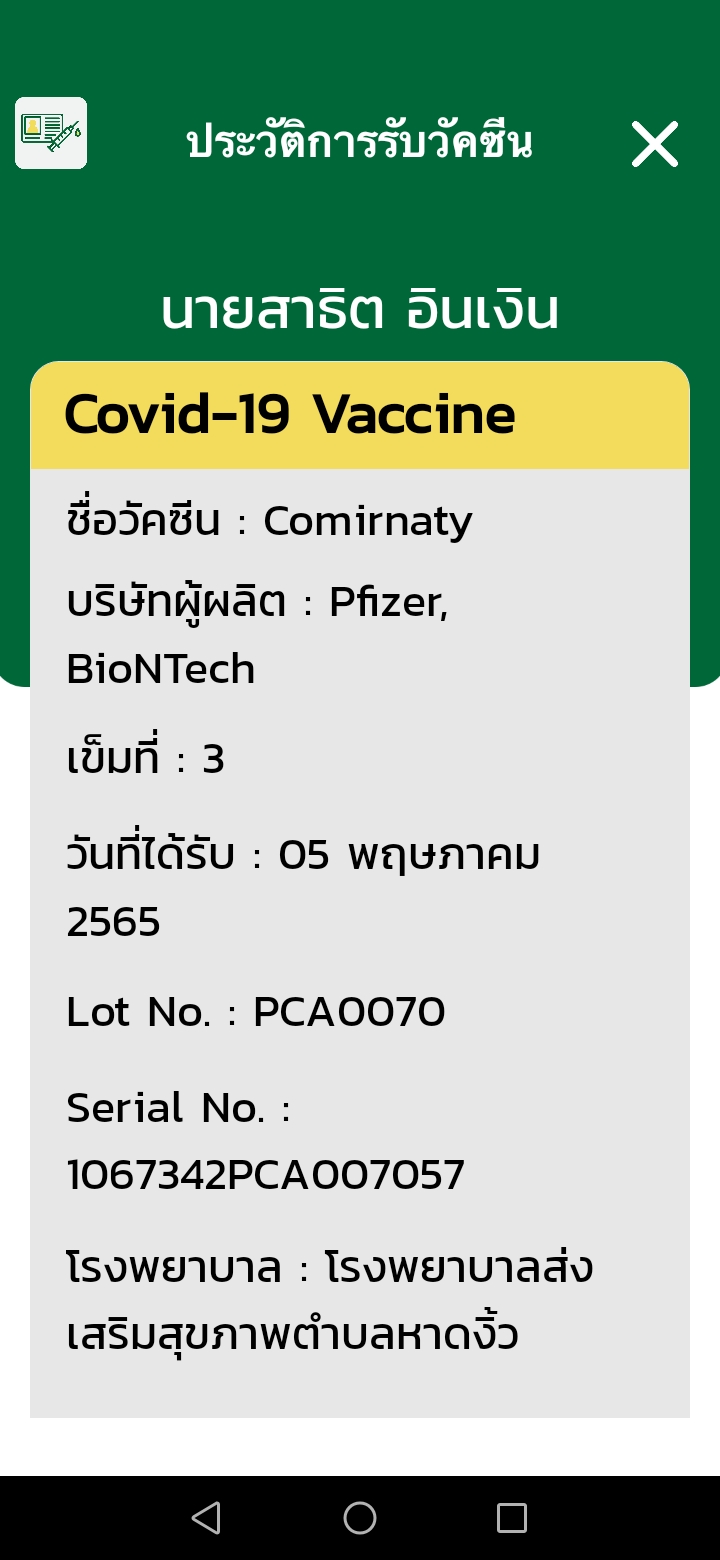 ประวัติการรับวัคซีน
นายสาธิต อินเงิน
Covid-19 Vaccine
ชื่อวัคซีน : Comirnaty
บริษัทผู้ผลิต : Pfizer,
BioNTech
เข็มที่ : 3
วันที่ได้รับ : 05 พฤษภาคม
2565
Lot No. : PCA0070
Serial No. :
1067342PCA007057
โรงพยาบาล : โรงพยาบาลส่ง
เสริมสุขภาพตำบลหาดงิ้ว